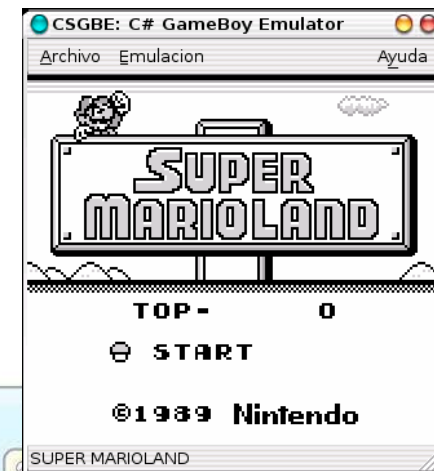 CSGBE: C# GameBoy Emulator
Archivo Emulacion Ayuda
SUPER
MARIOLAND
TOP- 0
START
©1989 Nintendo
SUPER MARIOLAND